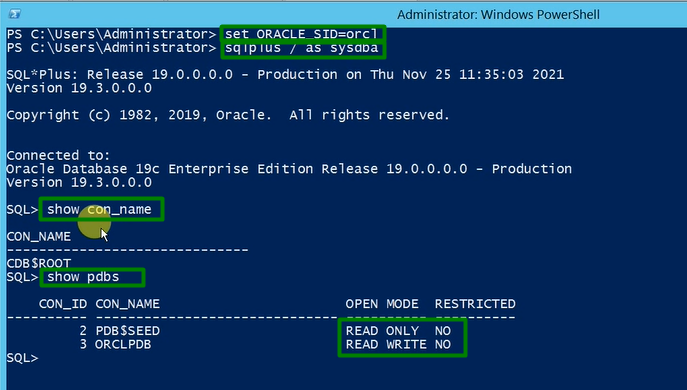 Administrator: Windows PowerShell
PS C:\Users\Administrator> set ORACLE_SID=orcl
PS C:\Users\Administrator> sqlplus / as sysdba
SQL*Plus: Release 19.0.0.0.0 - Production on Thu Nov 25 11:35:03 2021
Version 19.3.0.0.0
Copyright (c) 1982, 2019, Oracle.  All rights reserved.
Connected to:
Oracle Database 19c Enterprise Edition Release 19.0.0.0.0 - Production
Version 19.3.0.0.0
SQL> show con_name
CON_NAME
------------------------------
CDB$ROOT
SQL> show pdbs
    CON_ID CON_NAME                       OPEN MODE  RESTRICTED
---------- ------------------------------ ---------- ----------
         2 PDB$SEED                       READ ONLY  NO
         3 ORCLPDB                        READ WRITE NO
SQL>